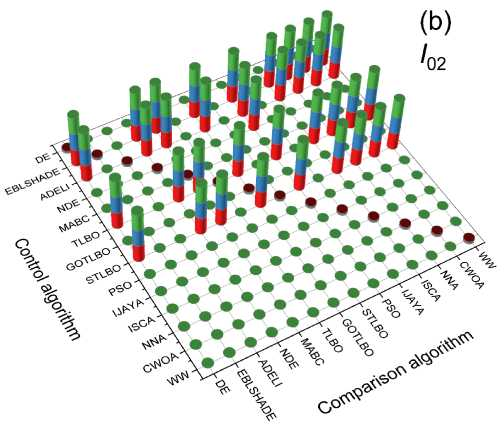 (b)
I02
DE
EBLSHADE
ADELI
NDE
MABC
TLBO
GOTLBO
STLBO
PSO
IJAYA
ISCA
NNA
CWOA
WW
Control algorithm
DE
EBLSHADE
ADELI
NDE
MABC
TLBO
GOTLBO
STLBO
PSO
IJAYA
ISCA
NNA
CWOA
WW
Comparison algorithm